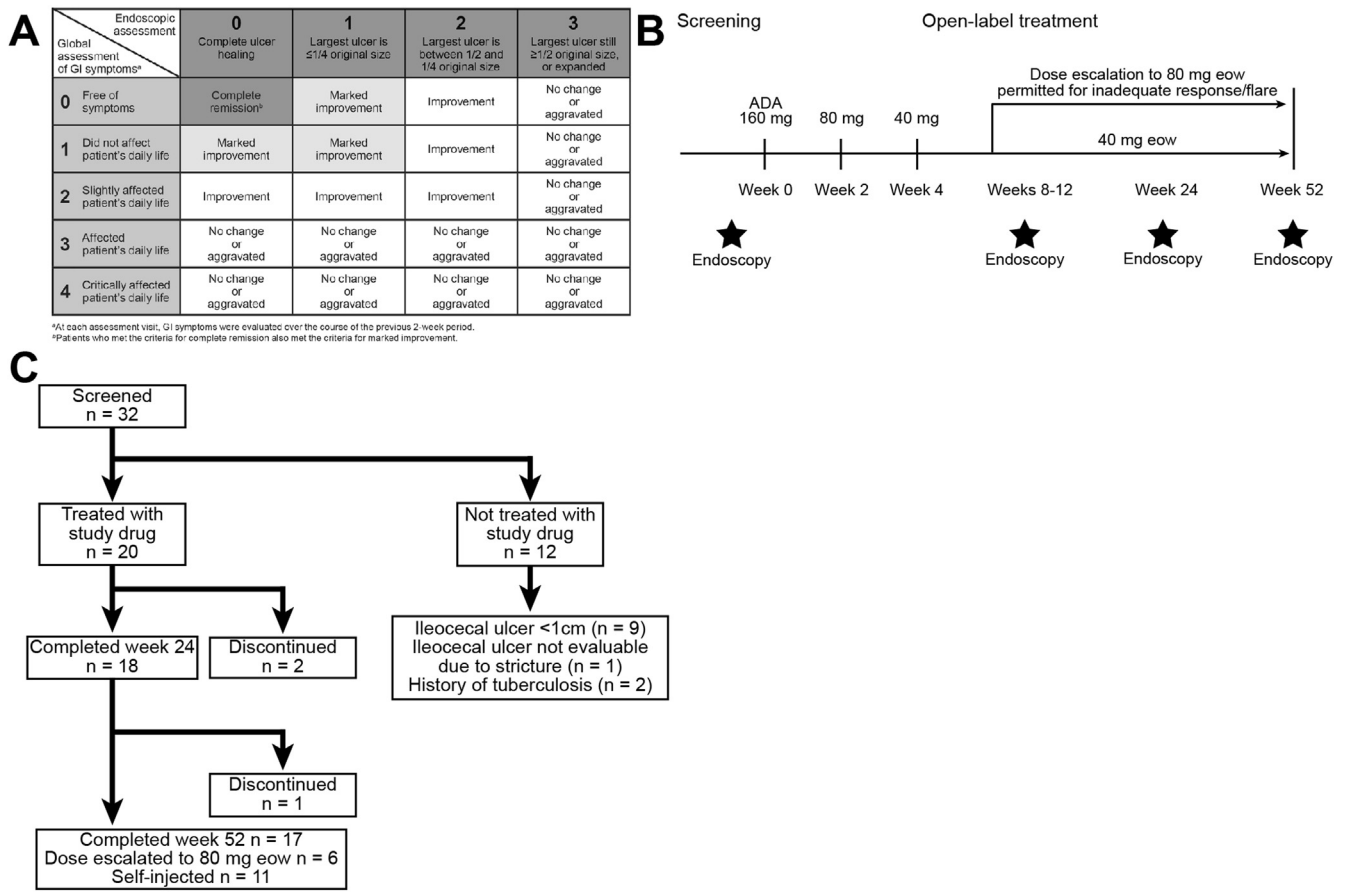 A
Endoscopic
assessment
Global
assessment
of GI symptomsᵃ
0
Complete ulcer
healing
1
Largest ulcer is
≤1/4 original size
2
Largest ulcer is
between 1/2 and
1/4 original size
3
Largest ulcer still
≥1/2 original size,
or expanded
0 Free of
symptoms
Complete
remissionᵇ
Marked
improvement
Improvement
No change
or
aggravated
1 Did not affect
patient's daily life
Marked
improvement
Marked
improvement
Improvement
No change
or
aggravated
2 Slightly affected
patient's daily life
Improvement
Improvement
Improvement
No change
or
aggravated
3 Affected
patient's daily life
No change
or
aggravated
No change
or
aggravated
No change
or
aggravated
No change
or
aggravated
4 Critically affected
patient's daily life
No change
or
aggravated
No change
or
aggravated
No change
or
aggravated
No change
or
aggravated
ᵃAt each assessment visit, GI symptoms were evaluated over the course of the previous 2-week period.
ᵇPatients who met the criteria for complete remission also met the criteria for marked improvement.
B
Screening
Open-label treatment
Dose escalation to 80 mg eow
permitted for inadequate response/flare
ADA
160 mg
80 mg
40 mg
40 mg eow
Week 0
Week 2
Week 4
Weeks 8-12
Week 24
Week 52
Endoscopy
Endoscopy
Endoscopy
Endoscopy
C
Screened
n = 32
Treated with
study drug
n = 20
Not treated with
study drug
n = 12
Completed week 24
n = 18
Discontinued
n = 2
Ileocecal ulcer <1cm (n = 9)
Ileocecal ulcer not evaluable
due to stricture (n = 1)
History of tuberculosis (n = 2)
Discontinued
n = 1
Completed week 52 n = 17
Dose escalated to 80 mg eow n = 6
Self-injected n = 11